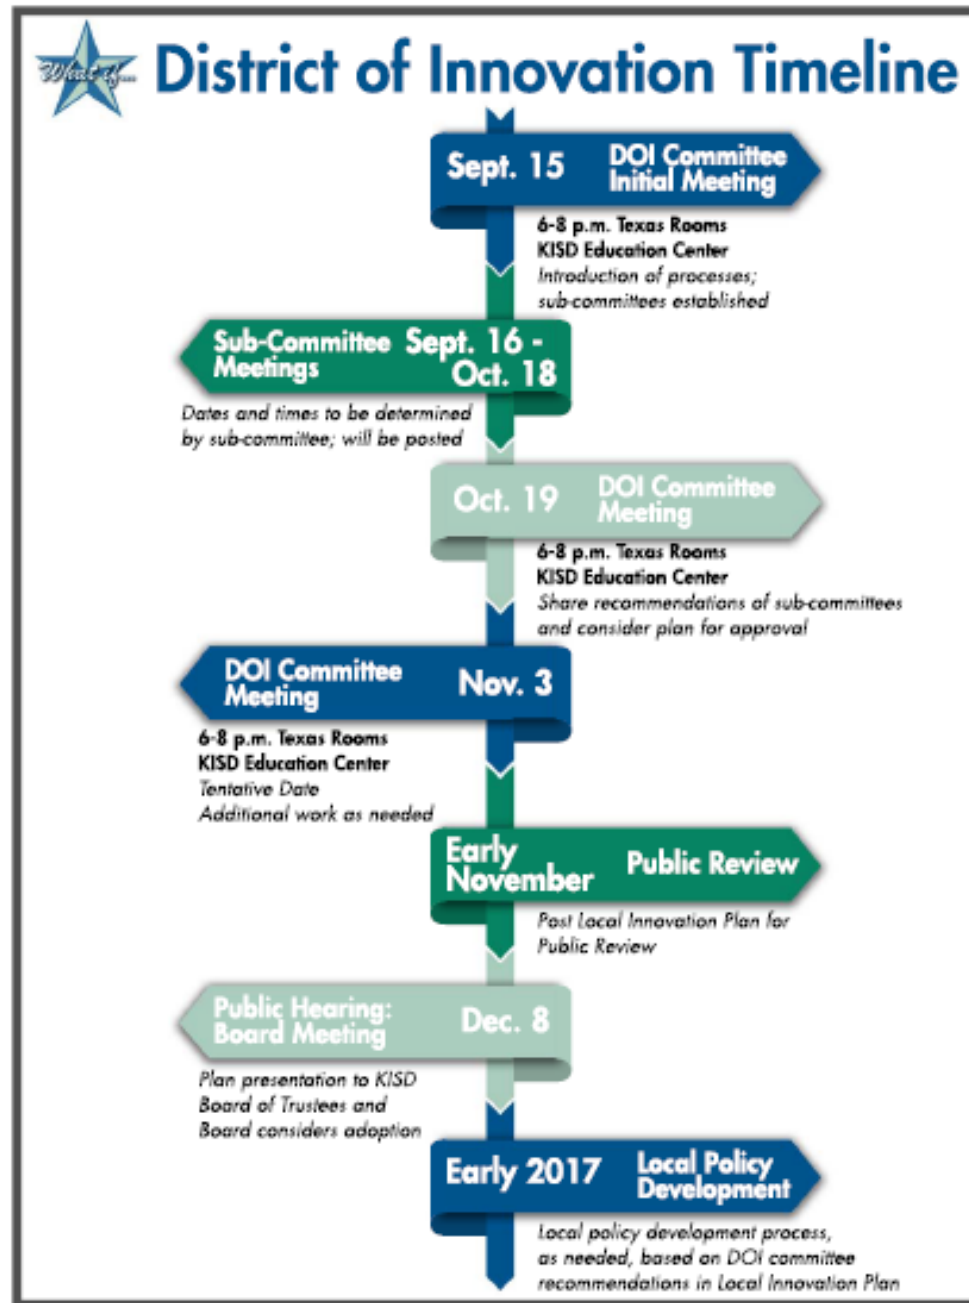 What if...
District of Innovation Timeline
Sept. 15
DOI Committee
Initial Meeting
6-8 p.m. Texas Rooms
KISD Education Center
Introduction of processes;
sub-committees established
Sub-Committee
Meetings
Sept. 16 -
Oct. 18
Dates and times to be determined
by sub-committee; will be posted
Oct. 19
DOI Committee
Meeting
6-8 p.m. Texas Rooms
KISD Education Center
Share recommendations of sub-committees
and consider plan for approval
DOI Committee
Meeting
Nov. 3
6-8 p.m. Texas Rooms
KISD Education Center
Tentative Date
Additional work as needed
Early
November
Public Review
Post Local Innovation Plan for
Public Review
Public Hearing:
Board Meeting
Dec. 8
Plan presentation to KISD
Board of Trustees and
Board considers adoption
Early 2017
Local Policy
Development
Local policy development process,
as needed, based on DOI committee
recommendations in Local Innovation Plan